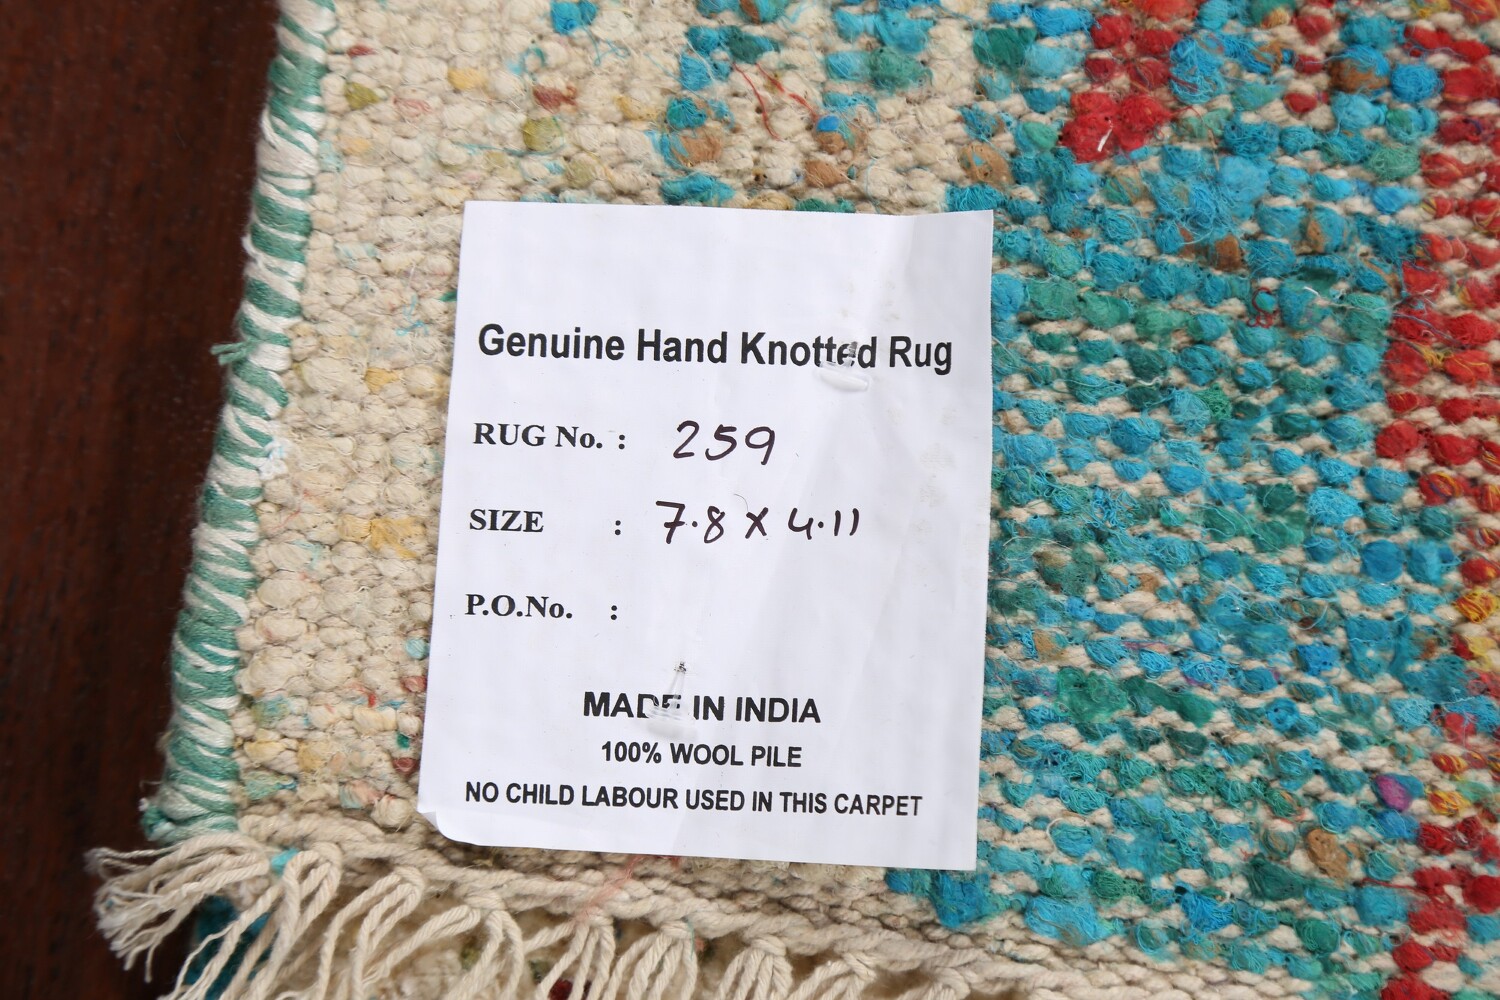 Genuine Hand Knotted Rug
RUG No. : 259
SIZE : 7.8 X 4.11
P.O.No. :
MADE IN INDIA
100% WOOL PILE
NO CHILD LABOUR USED IN THIS CARPET